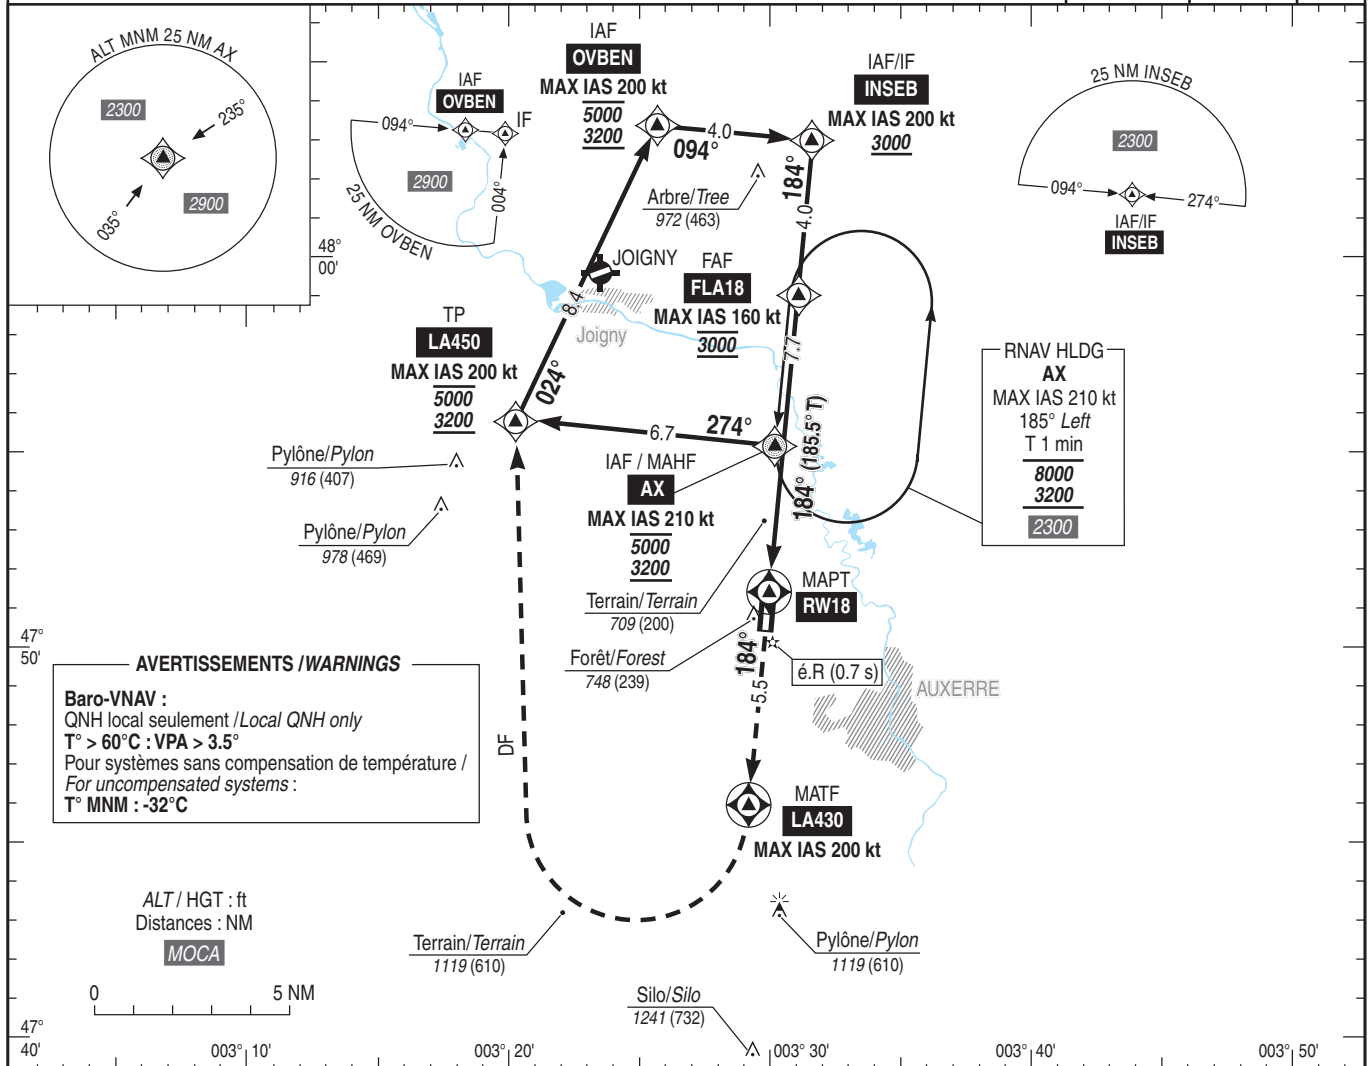 ALT MNM 25 NM AX
2300
235°
2900
035°
IAF
OVBEN
IF
094°
2900
004°
25 NM OVBEN
IAF
OVBEN
MAX IAS 200 kt
5000
3200
4.0
094°
IAF/IF
INSEB
MAX IAS 200 kt
3000
25 NM INSEB
2300
094°
274°
IAF/IF
INSEB
Arbre/Tree
972 (463)
184°
4.0
48°
00'
JOIGNY
Joigny
8.4
024°
FAF
FLA18
MAX IAS 160 kt
3000
7.7
TP
LA450
MAX IAS 200 kt
5000
3200
RNAV HLDG
AX
MAX IAS 210 kt
185° Left
T 1 min
8000
3200
2300
6.7
274°
184° (185.5° T)
Pylône/Pylon
916 (407)
Pylône/Pylon
978 (469)
IAF / MAHF
AX
MAX IAS 210 kt
5000
3200
Terrain/Terrain
709 (200)
MAPT
RW18
Forêt/Forest
748 (239)
184°
5.5
é.R (0.7 s)
AUXERRE
47°
50'
AVERTISSEMENTS /WARNINGS
Baro-VNAV :
QNH local seulement /Local QNH only
T° > 60°C : VPA > 3.5°
Pour systèmes sans compensation de température /
For uncompensated systems :
T° MNM : -32°C
DF
MATF
LA430
MAX IAS 200 kt
ALT / HGT : ft
Distances : NM
MOCA
0 5 NM
Terrain/Terrain
1119 (610)
Pylône/Pylon
1119 (610)
Silo/Silo
1241 (732)
47°
40'
003° 10'
003° 20'
003° 30'
003° 40'
003° 50'